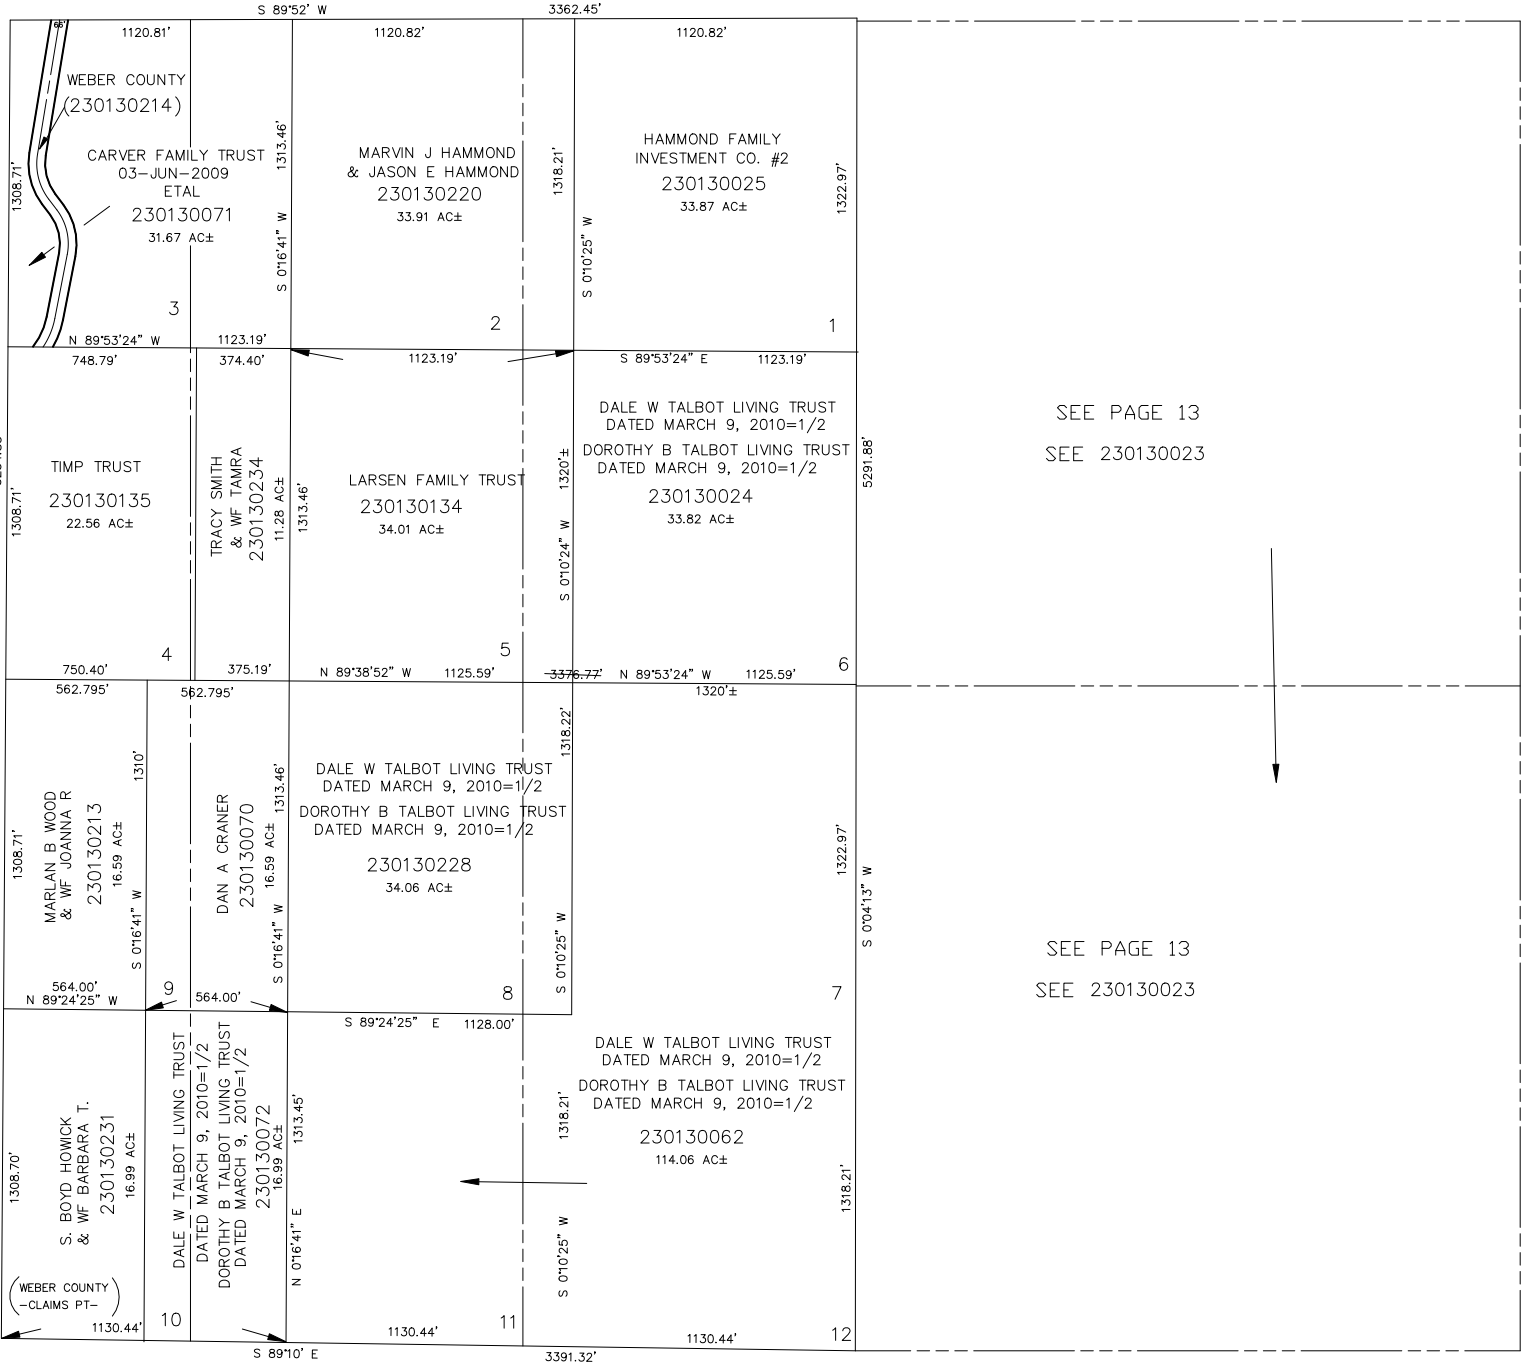 S 89°52' W
3362.45'
66'
1120.81'
1120.82'
1120.82'
WEBER COUNTY
(230130214)
CARVER FAMILY TRUST
03-JUN-2009
ETAL
230130071
31.67 AC±
1308.71'
1313.46'
S 0°16'41" W
3
N 89°53'24" W
1123.19'
MARVIN J HAMMOND
& JASON E HAMMOND
230130220
33.91 AC±
1318.21'
S 0°10'25" W
2
HAMMOND FAMILY
INVESTMENT CO. #2
230130025
33.87 AC±
1322.97'
1
748.79'
374.40'
1123.19'
S 89°53'24" E
1123.19'
TIMP TRUST
230130135
22.56 AC±
1308.71'
4
750.40'
TRACY SMITH
& WF TAMRA
230130234
11.28 AC±
1313.46'
375.19'
LARSEN FAMILY TRUST
230130134
34.01 AC±
1320'±
S 0°10'24" W
5
N 89°38'52" W
1125.59'
DALE W TALBOT LIVING TRUST
DATED MARCH 9, 2010=1/2
DOROTHY B TALBOT LIVING TRUST
DATED MARCH 9, 2010=1/2
230130024
33.82 AC±
5291.88'
6
3376.77'
N 89°53'24" W
1125.59'
SEE PAGE 13
SEE 230130023
562.795'
562.795'
1320'±
MARLAN B WOOD
& WF JOANNA R
230130213
16.59 AC±
1308.71'
1310'
S 0°16'41" W
564.00'
N 89°24'25" W
DAN A CRANER
230130070
16.59 AC±
1313.46'
S 0°16'41" W
9
564.00'
DALE W TALBOT LIVING TRUST
DATED MARCH 9, 2010=1/2
DOROTHY B TALBOT LIVING TRUST
DATED MARCH 9, 2010=1/2
230130228
34.06 AC±
1318.22'
S 0°10'25" W
8
S 89°24'25" E
1128.00'
1322.97'
S 0°04'13" W
7
SEE PAGE 13
SEE 230130023
S. BOYD HOWICK
& WF BARBARA T.
230130231
16.99 AC±
1308.70'
(WEBER COUNTY
-CLAIMS PT-)
1130.44'
DALE W TALBOT LIVING TRUST
DATED MARCH 9, 2010=1/2
DOROTHY B TALBOT LIVING TRUST
DATED MARCH 9, 2010=1/2
230130072
16.99 AC±
10
1313.45'
N 0°16'41" E
1318.21'
S 0°10'25" W
11
1130.44'
DALE W TALBOT LIVING TRUST
DATED MARCH 9, 2010=1/2
DOROTHY B TALBOT LIVING TRUST
DATED MARCH 9, 2010=1/2
230130062
114.06 AC±
1318.21'
12
1130.44'
S 89°10' E
3391.32'